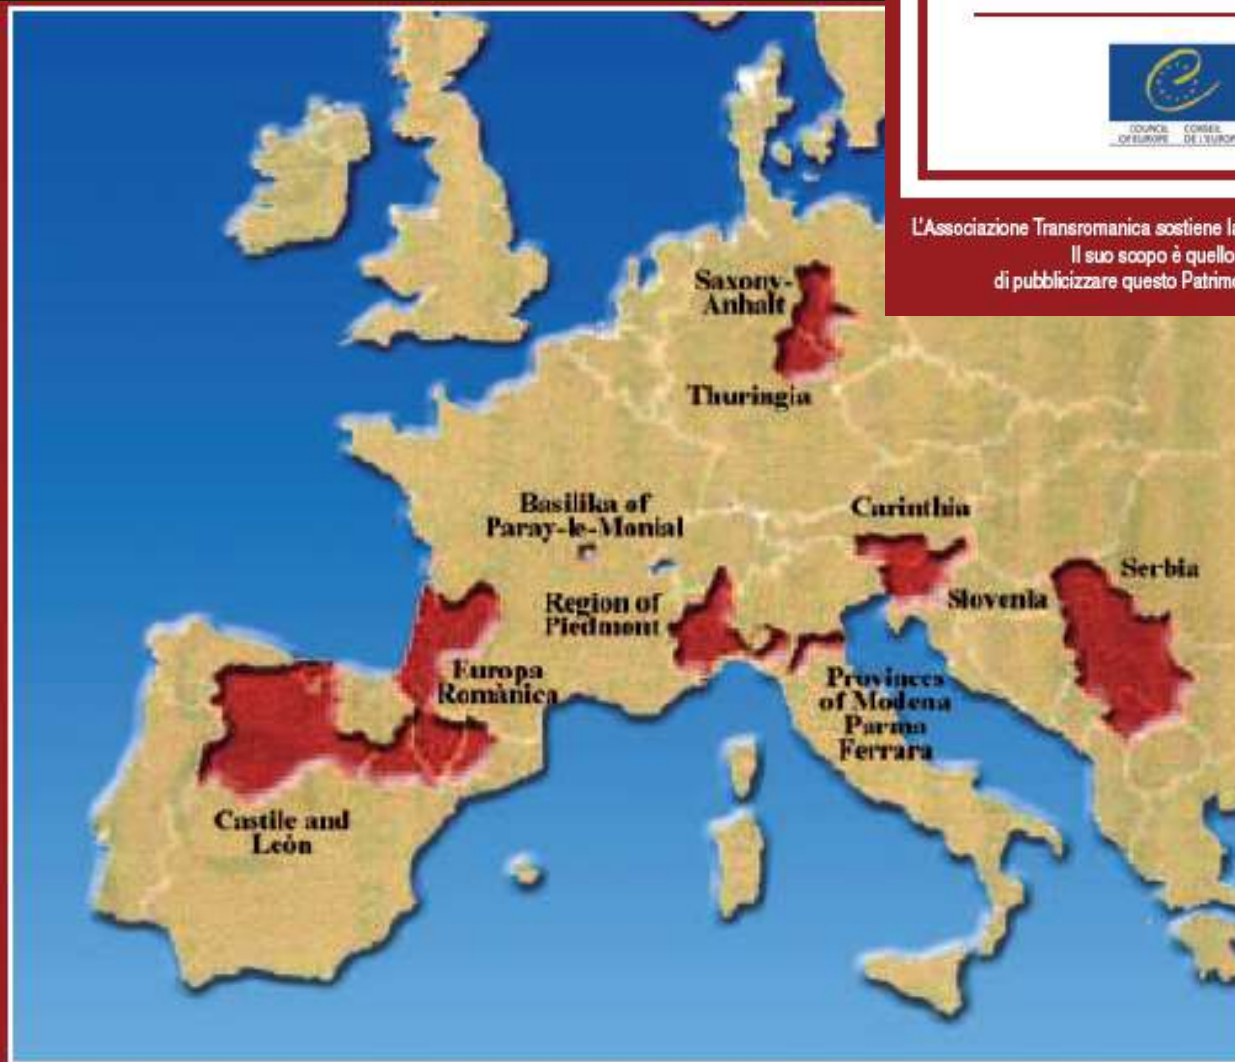 COUNCIL OF EUROPE
CONSEIL DE L'EUROP
L'Associazione Transromanica sostiene la
Il suo scopo è quello
di pubblicizzare questo Patrim
Saxony-
Anhalt
Thuringia
Basilika of
Paray-le-Monial
Carinthia
Serbia
Region of
Piedmont
Slovenia
Europa
Romànica
Provinces
of Modena
Parma
Ferrara
Castile and
León